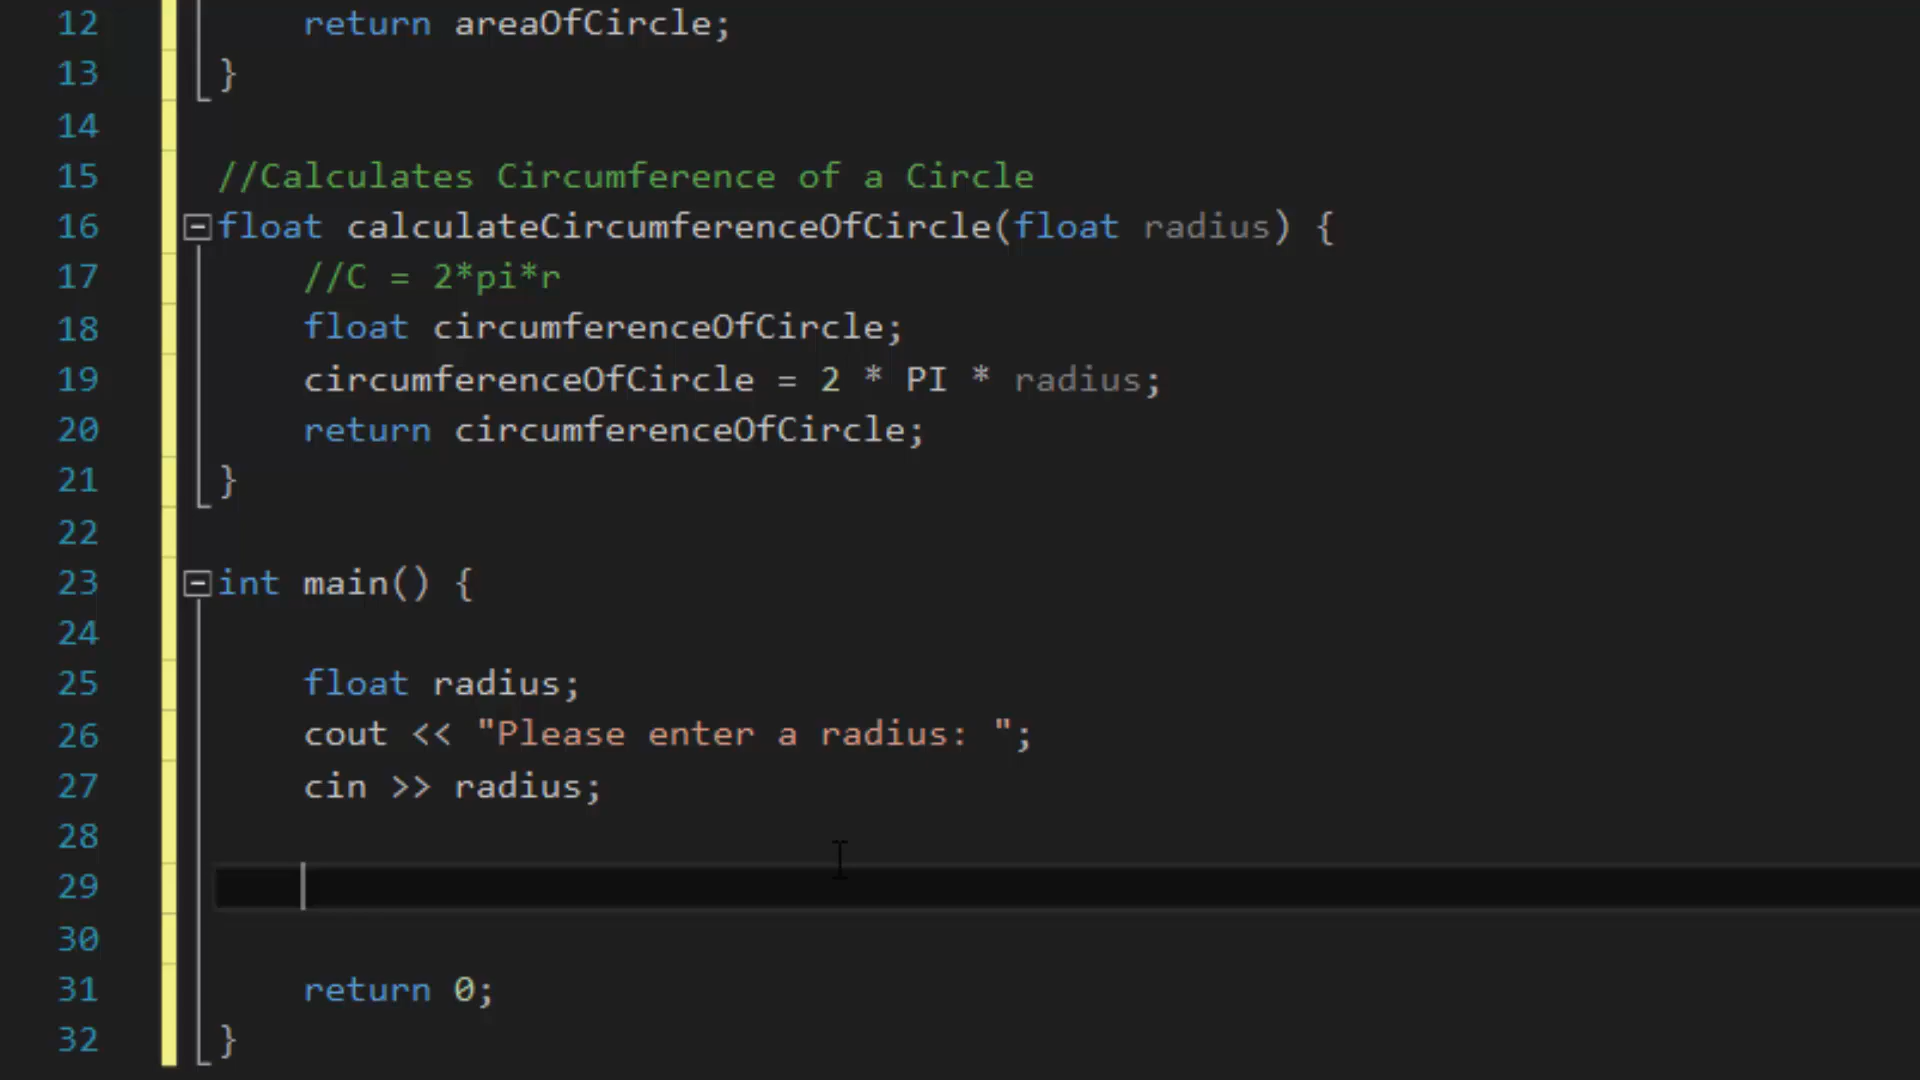 12 return areaOfCircle;
13 }
14
15 //Calculates Circumference of a Circle
16 float calculateCircumferenceOfCircle(float radius) {
17 //C = 2*pi*r
18 float circumferenceOfCircle;
19 circumferenceOfCircle = 2 * PI * radius;
20 return circumferenceOfCircle;
21 }
22
23 int main() {
24
25 float radius;
26 cout << "Please enter a radius: ";
27 cin >> radius;
28
29
30
31 return 0;
32 }